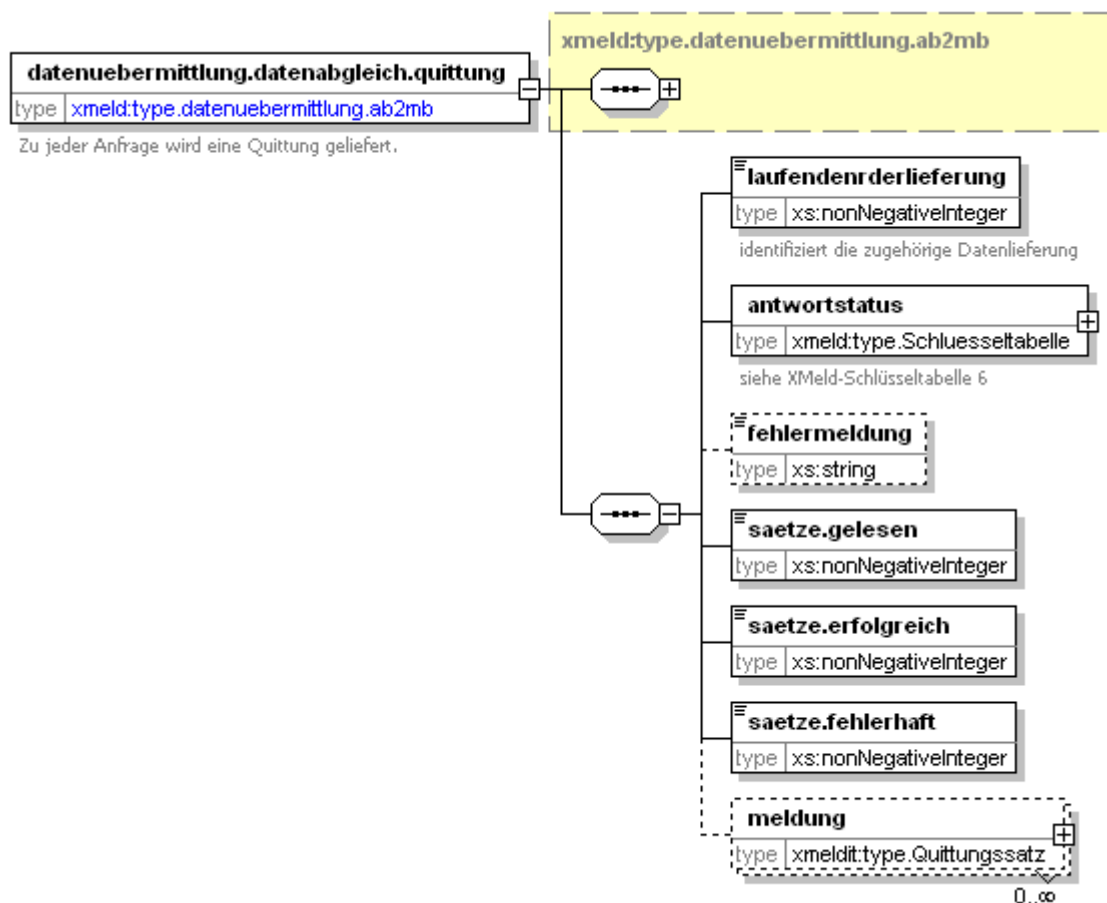 xmeld:type.datenuebermittlung.ab2mb
datenuebermittlung.datenabgleich.quittung
type xmeld:type.datenuebermittlung.ab2mb
Zu jeder Anfrage wird eine Quittung geliefert.
laufendenrderlieferung
type xs:nonNegativeInteger
identifiziert die zugehörige Datenlieferung
antwortstatus
type xmeld:type.Schluesseltabelle
siehe XMeld-Schlüsseltabelle 6
fehlermeldung
type xs:string
saetze.gelesen
type xs:nonNegativeInteger
saetze.erfolgreich
type xs:nonNegativeInteger
saetze.fehlerhaft
type xs:nonNegativeInteger
meldung
type xmeldit:type.Quittungssatz
0..∞